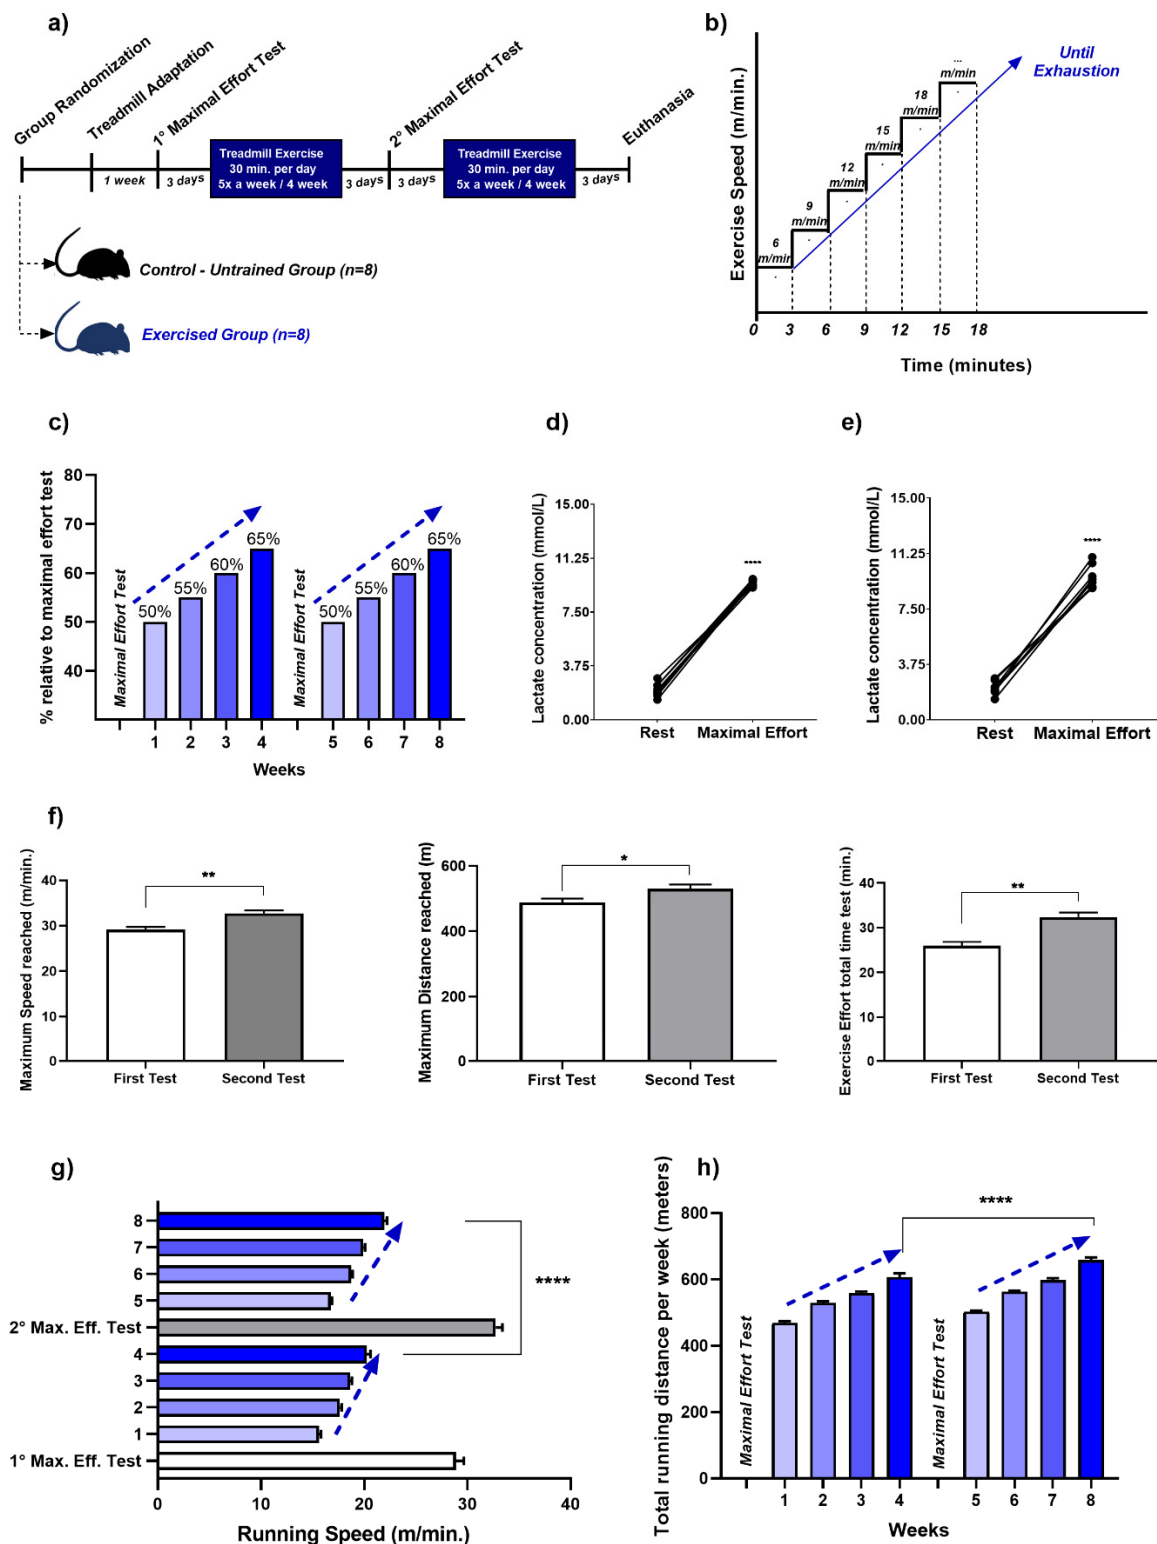 a)
Group Randomization
Treadmill Adaptation
1° Maximal Effort Test
2° Maximal Effort Test
Euthanasia
1 week
3 days
Treadmill Exercise
30 min. per day
5x a week / 4 week
3 days
3 days
Treadmill Exercise
30 min. per day
5x a week / 4 week
3 days
Control - Untrained Group (n=8)
Exercised Group (n=8)
b)
Exercise Speed (m/min.)
6
m/min
.
9
m/min
.
12
m/min
.
15
m/min
.
18
m/min
.
...
m/min
.
Until
Exhaustion
0 3 6 9 12 15 18
Time (minutes)
c)
% relative to maximal effort test
80
70
60
50
40
Maximal Effort Test
50%
55%
60%
65%
Maximal Effort Test
50%
55%
60%
65%
1 2 3 4 5 6 7 8
Weeks
d)
Lactate concentration (mmol/L)
15.00
11.25
7.50
3.75
0.00
****
Rest Maximal Effort
e)
Lactate concentration (mmol/L)
15.00
11.25
7.50
3.75
0.00
****
Rest Maximal Effort
f)
Maximum Speed reached (m/min.)
40
30
20
10
0
**
First Test Second Test
Maximum Distance reached (m)
600
400
200
0
*
First Test Second Test
Exercise Effort total time test (min.)
40
30
20
10
0
**
First Test Second Test
g)
8
7
6
5
2° Max. Eff. Test
4
3
2
1
1° Max. Eff. Test
****
0 10 20 30 40
Running Speed (m/min.)
h)
Total running distance per week (meters)
800
600
400
200
0
****
Maximal Effort Test
Maximal Effort Test
1 2 3 4 5 6 7 8
Weeks